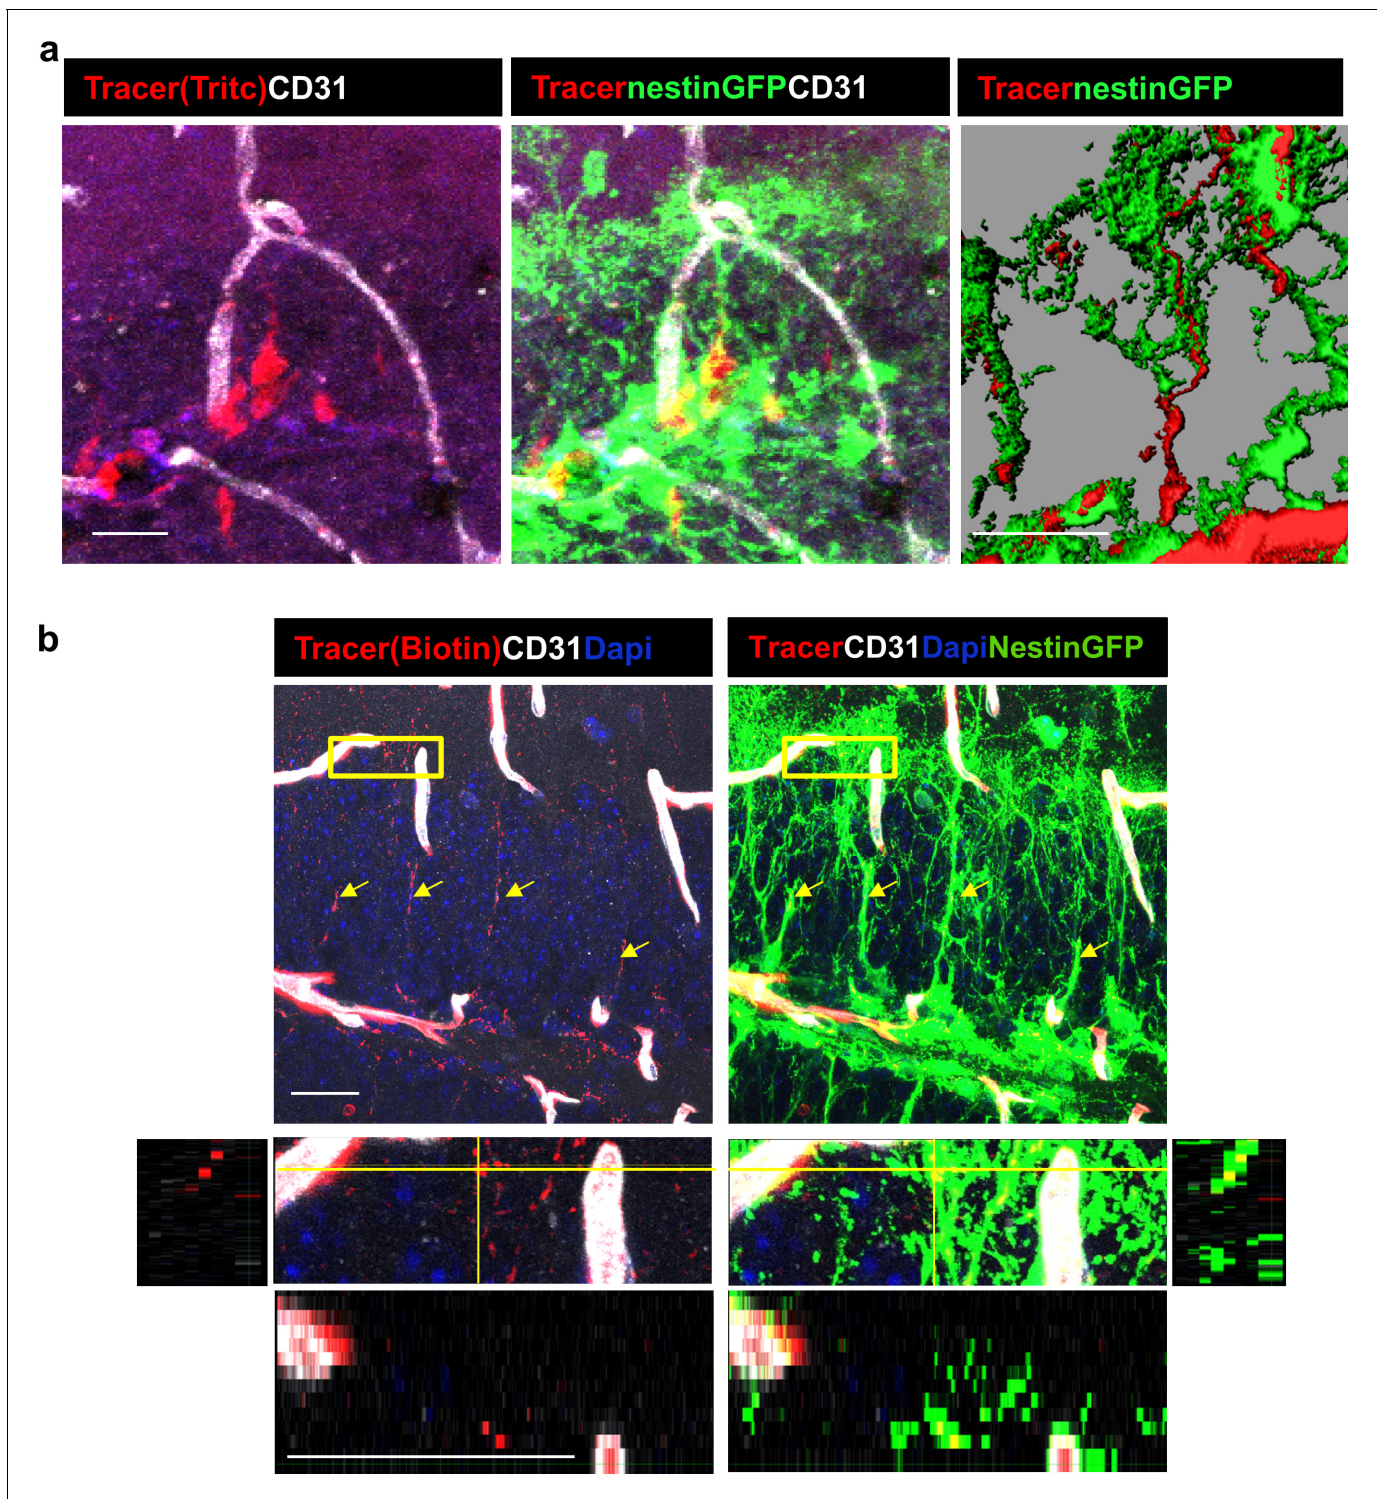 a
Tracer(Tritc)CD31
TracernestinGFPCD31
TracernestinGFP
b
Tracer(Biotin)CD31Dapi
TracerCD31DapiNestinGFP